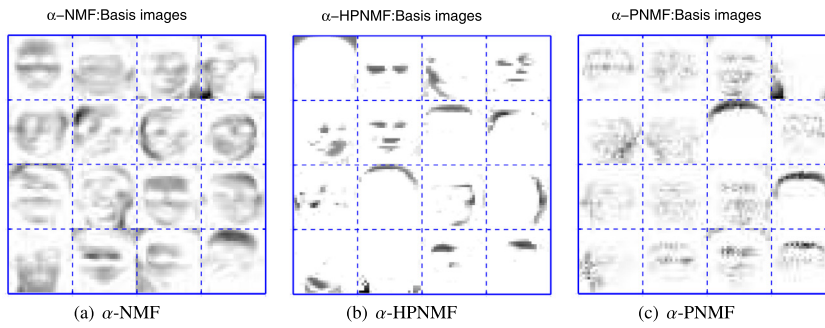 α–NMF:Basis images
α–HPNMF:Basis images
α–PNMF:Basis images
(a) α-NMF
(b) α-HPNMF
(c) α-PNMF